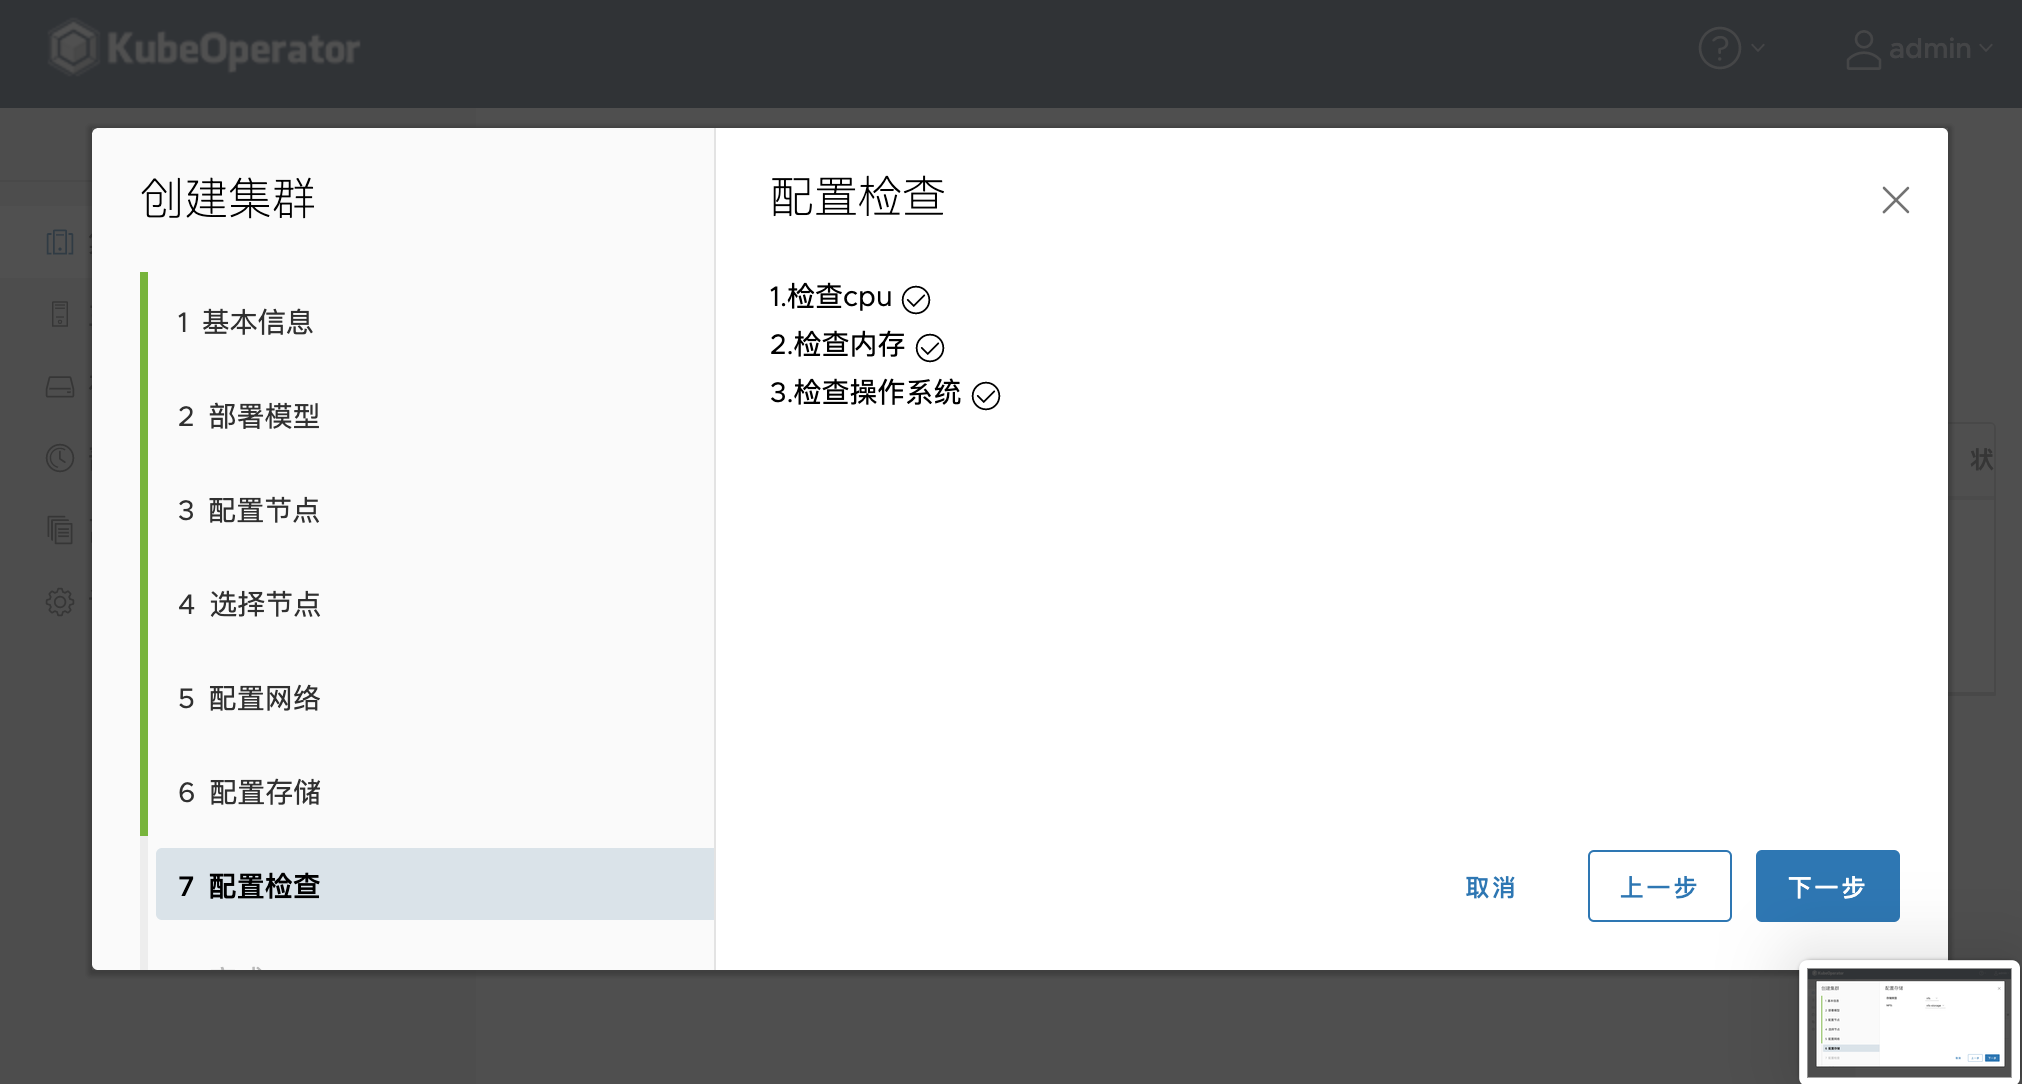 KubeOperator
? admin
创建集群
1 基本信息
2 部署模型
3 配置节点
4 选择节点
5 配置网络
6 配置存储
7 配置检查
配置检查
1.检查cpu
2.检查内存
3.检查操作系统
取消
上一步
下一步
状